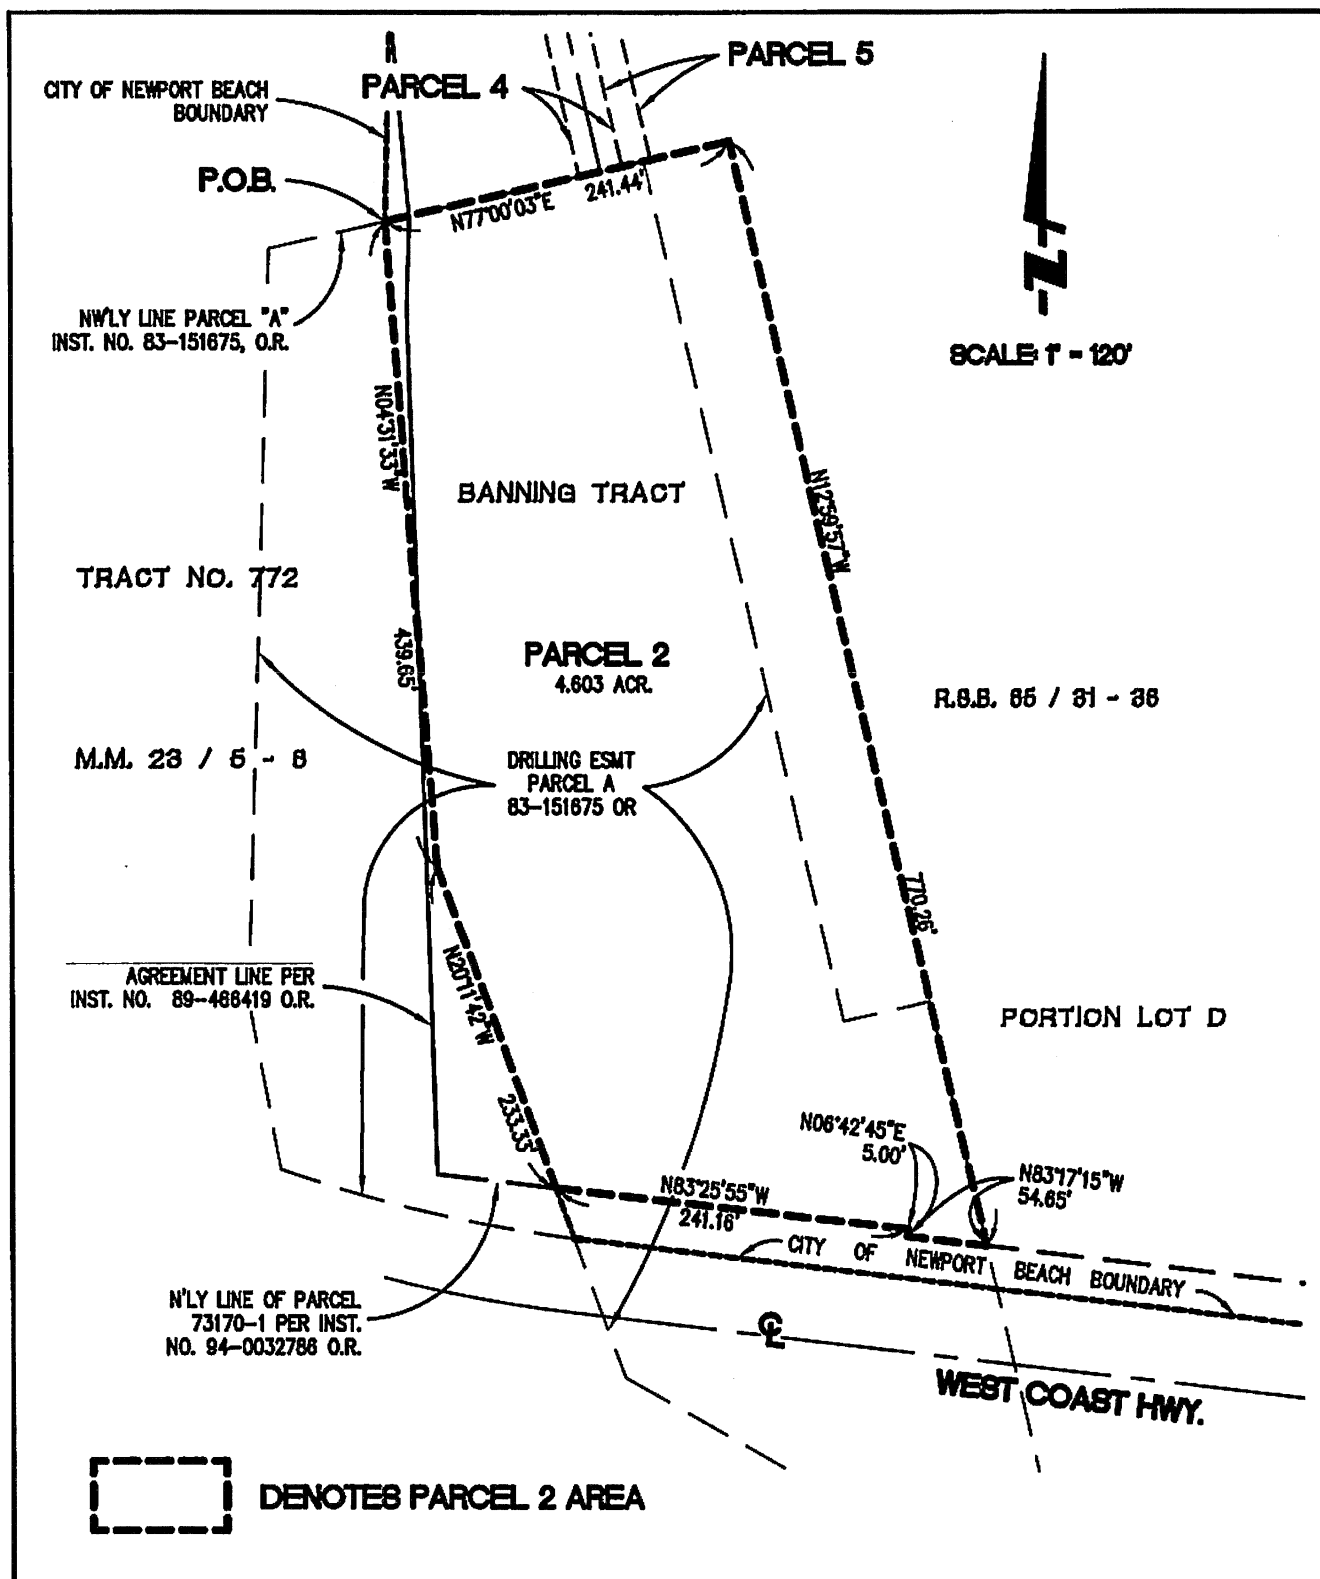 PARCEL 5
PARCEL 4
CITY OF NEWPORT BEACH
BOUNDARY
P.O.B.
N77°00'03"E
241.44'
NW'LY LINE PARCEL "A"
INST. NO. 83-151675, O.R.
SCALE: 1" = 120'
N04°31'33"W
439.65'
N12°59'57"W
770.26'
BANNING TRACT
TRACT NO. 772
PARCEL 2
4.603 ACR.
R.S.B. 85 / 31 - 36
M.M. 23 / 5 - 8
DRILLING ESMT
PARCEL A
83-151675 OR
AGREEMENT LINE PER
INST. NO. 89-466419 O.R.
N20°11'42"W
233.33'
PORTION LOT D
N06°42'45"E
5.00'
N83°17'15"W
54.65'
N83°25'55"W
241.16'
CITY OF NEWPORT BEACH BOUNDARY
N'LY LINE OF PARCEL
73170-1 PER INST.
NO. 94-0032786 O.R.
WEST COAST HWY.
DENOTES PARCEL 2 AREA